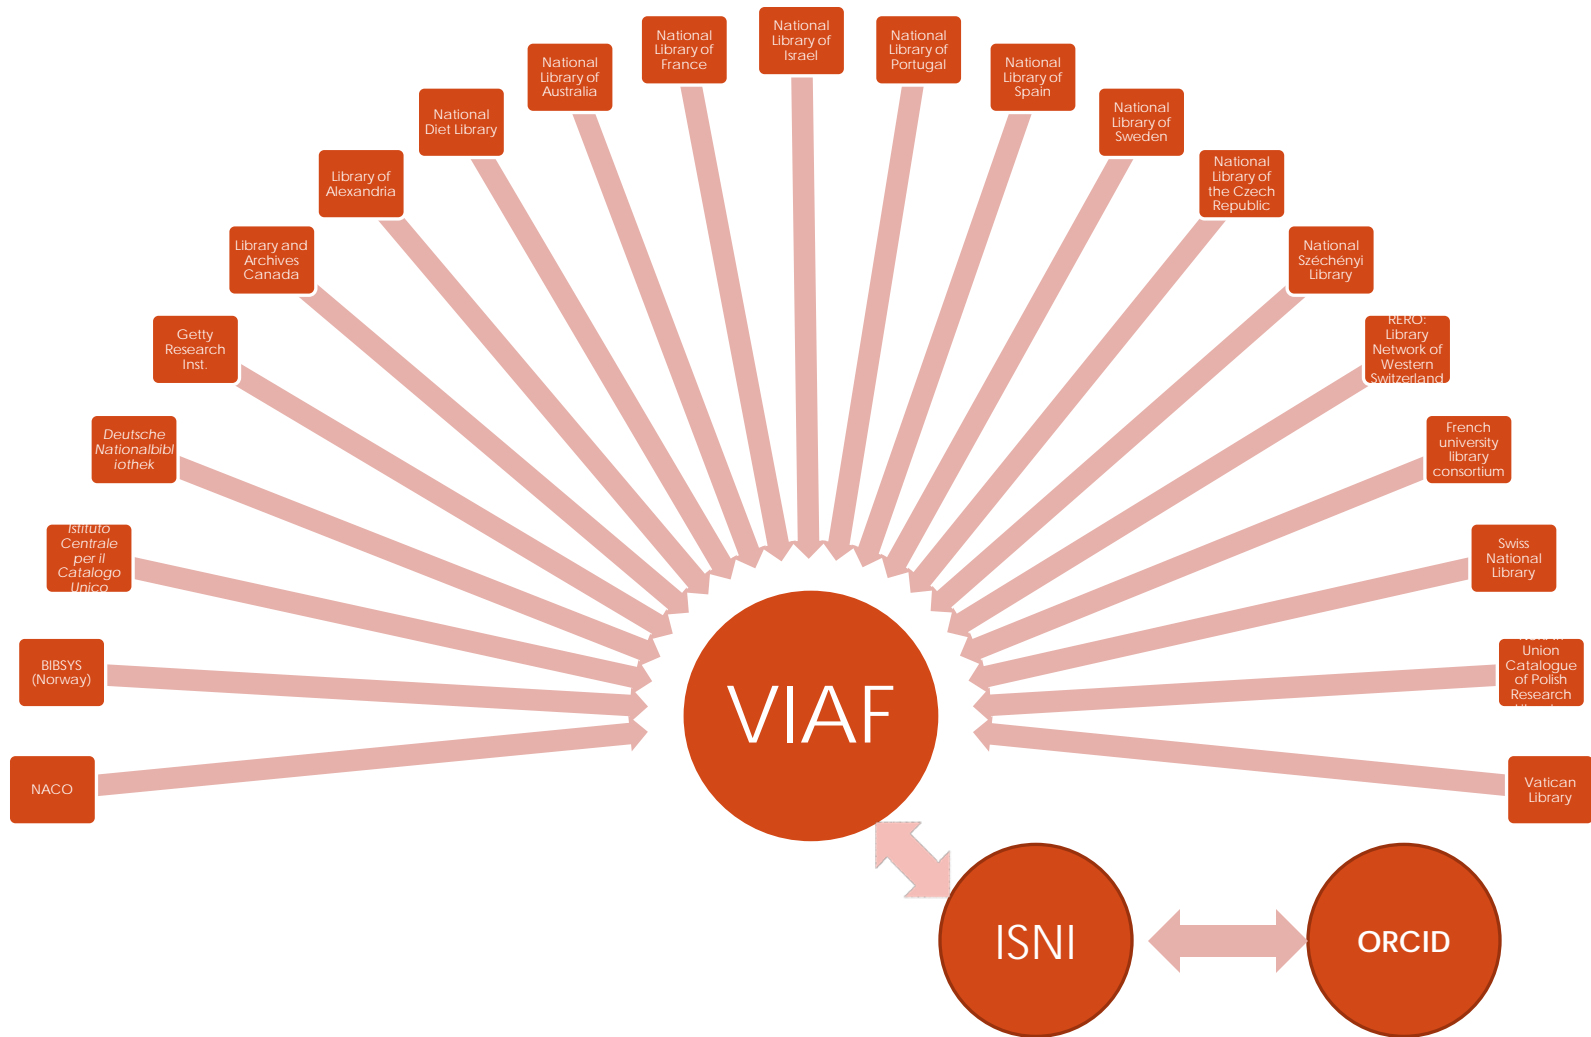 NACO
BIBSYS
(Norway)
Istituto
Centrale
per il
Catalogo
Unico
Deutsche
Nationalbibl
iothek
Getty
Research
Inst.
Library and
Archives
Canada
Library of
Alexandria
National
Diet Library
National
Library of
Australia
National
Library of
France
National
Library of
Israel
National
Library of
Portugal
National
Library of
Spain
National
Library of
Sweden
National
Library of
the Czech
Republic
National
Széchényi
Library
RERO:
Library
Network of
Western
Switzerland
French
university
library
consortium
Swiss
National
Library
Union
Catalogue
of Polish
Research
Vatican
Library
VIAF
ISNI
ORCID